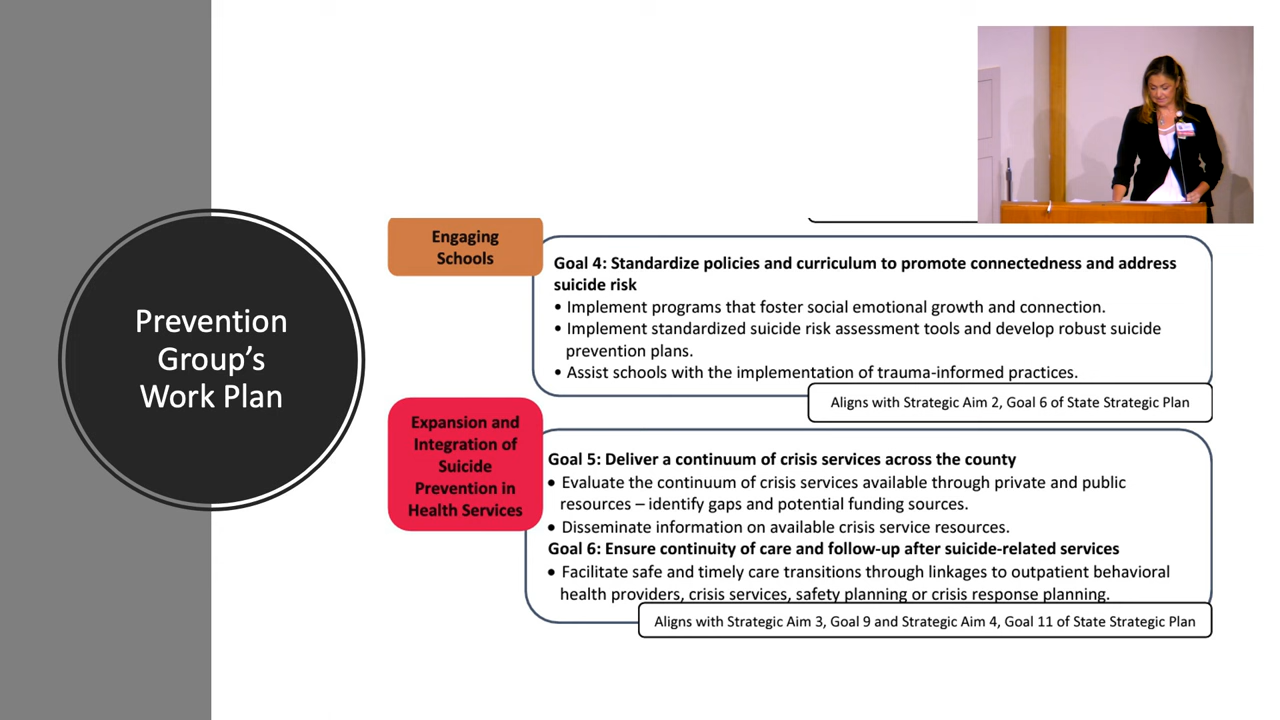 Prevention
Group’s
Work Plan
Engaging
Schools
Goal 4: Standardize policies and curriculum to promote connectedness and address
suicide risk
• Implement programs that foster social emotional growth and connection.
• Implement standardized suicide risk assessment tools and develop robust suicide
prevention plans.
• Assist schools with the implementation of trauma-informed practices.
Aligns with Strategic Aim 2, Goal 6 of State Strategic Plan
Expansion and
Integration of
Suicide
Prevention in
Health Services
Goal 5: Deliver a continuum of crisis services across the county
• Evaluate the continuum of crisis services available through private and public
resources – identify gaps and potential funding sources.
• Disseminate information on available crisis service resources.
Goal 6: Ensure continuity of care and follow-up after suicide-related services
• Facilitate safe and timely care transitions through linkages to outpatient behavioral
health providers, crisis services, safety planning or crisis response planning.
Aligns with Strategic Aim 3, Goal 9 and Strategic Aim 4, Goal 11 of State Strategic Plan